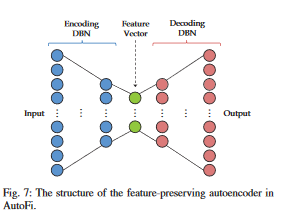 Encoding Feature Decoding
DBN Vector DBN
Input Output
Fig. 7: The structure of the feature-preserving autoencoder in
AutoFi.